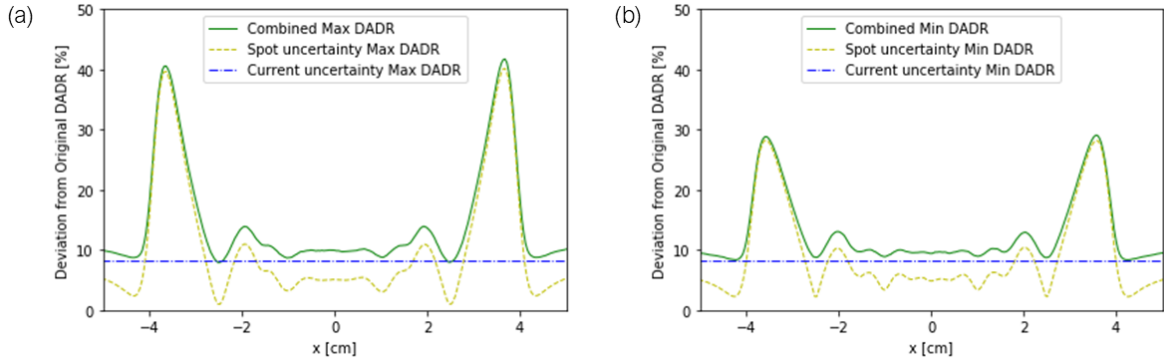 (a)
Deviation from Original DADR [%]
50
40
30
20
10
0
Combined Max DADR
Spot uncertainty Max DADR
Current uncertainty Max DADR
−4
−2
0
2
4
x [cm]
(b)
Deviation from Original DADR [%]
50
40
30
20
10
0
Combined Min DADR
Spot uncertainty Min DADR
Current uncertainty Min DADR
−4
−2
0
2
4
x [cm]